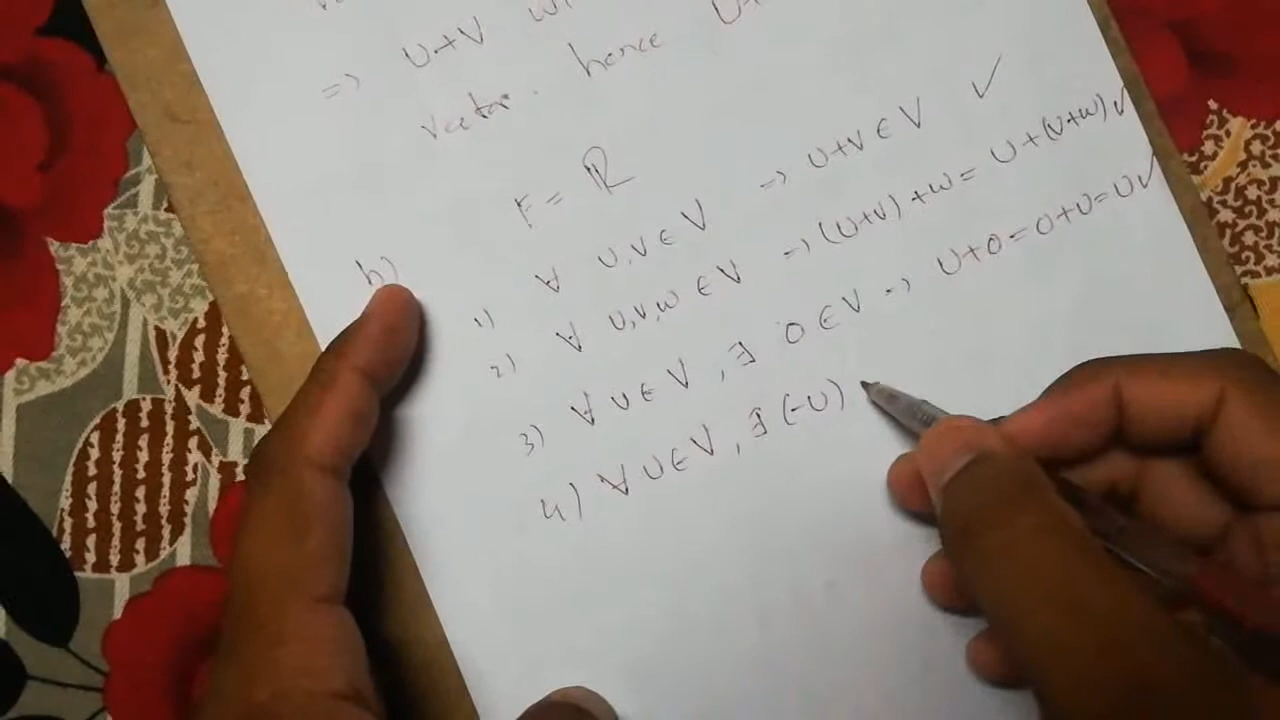 => U+V
vector. hence
F = ℝ
b)
1) ∀ U,V ∈ V => U+V ∈ V ✓
2) ∀ U,V,W ∈ V => (U+V)+W = U+(V+W) ✓
3) ∀ U ∈ V, ∃ 0 ∈ V => U+0=0+U=U ✓
4) ∀ U ∈ V, ∃ (-U)